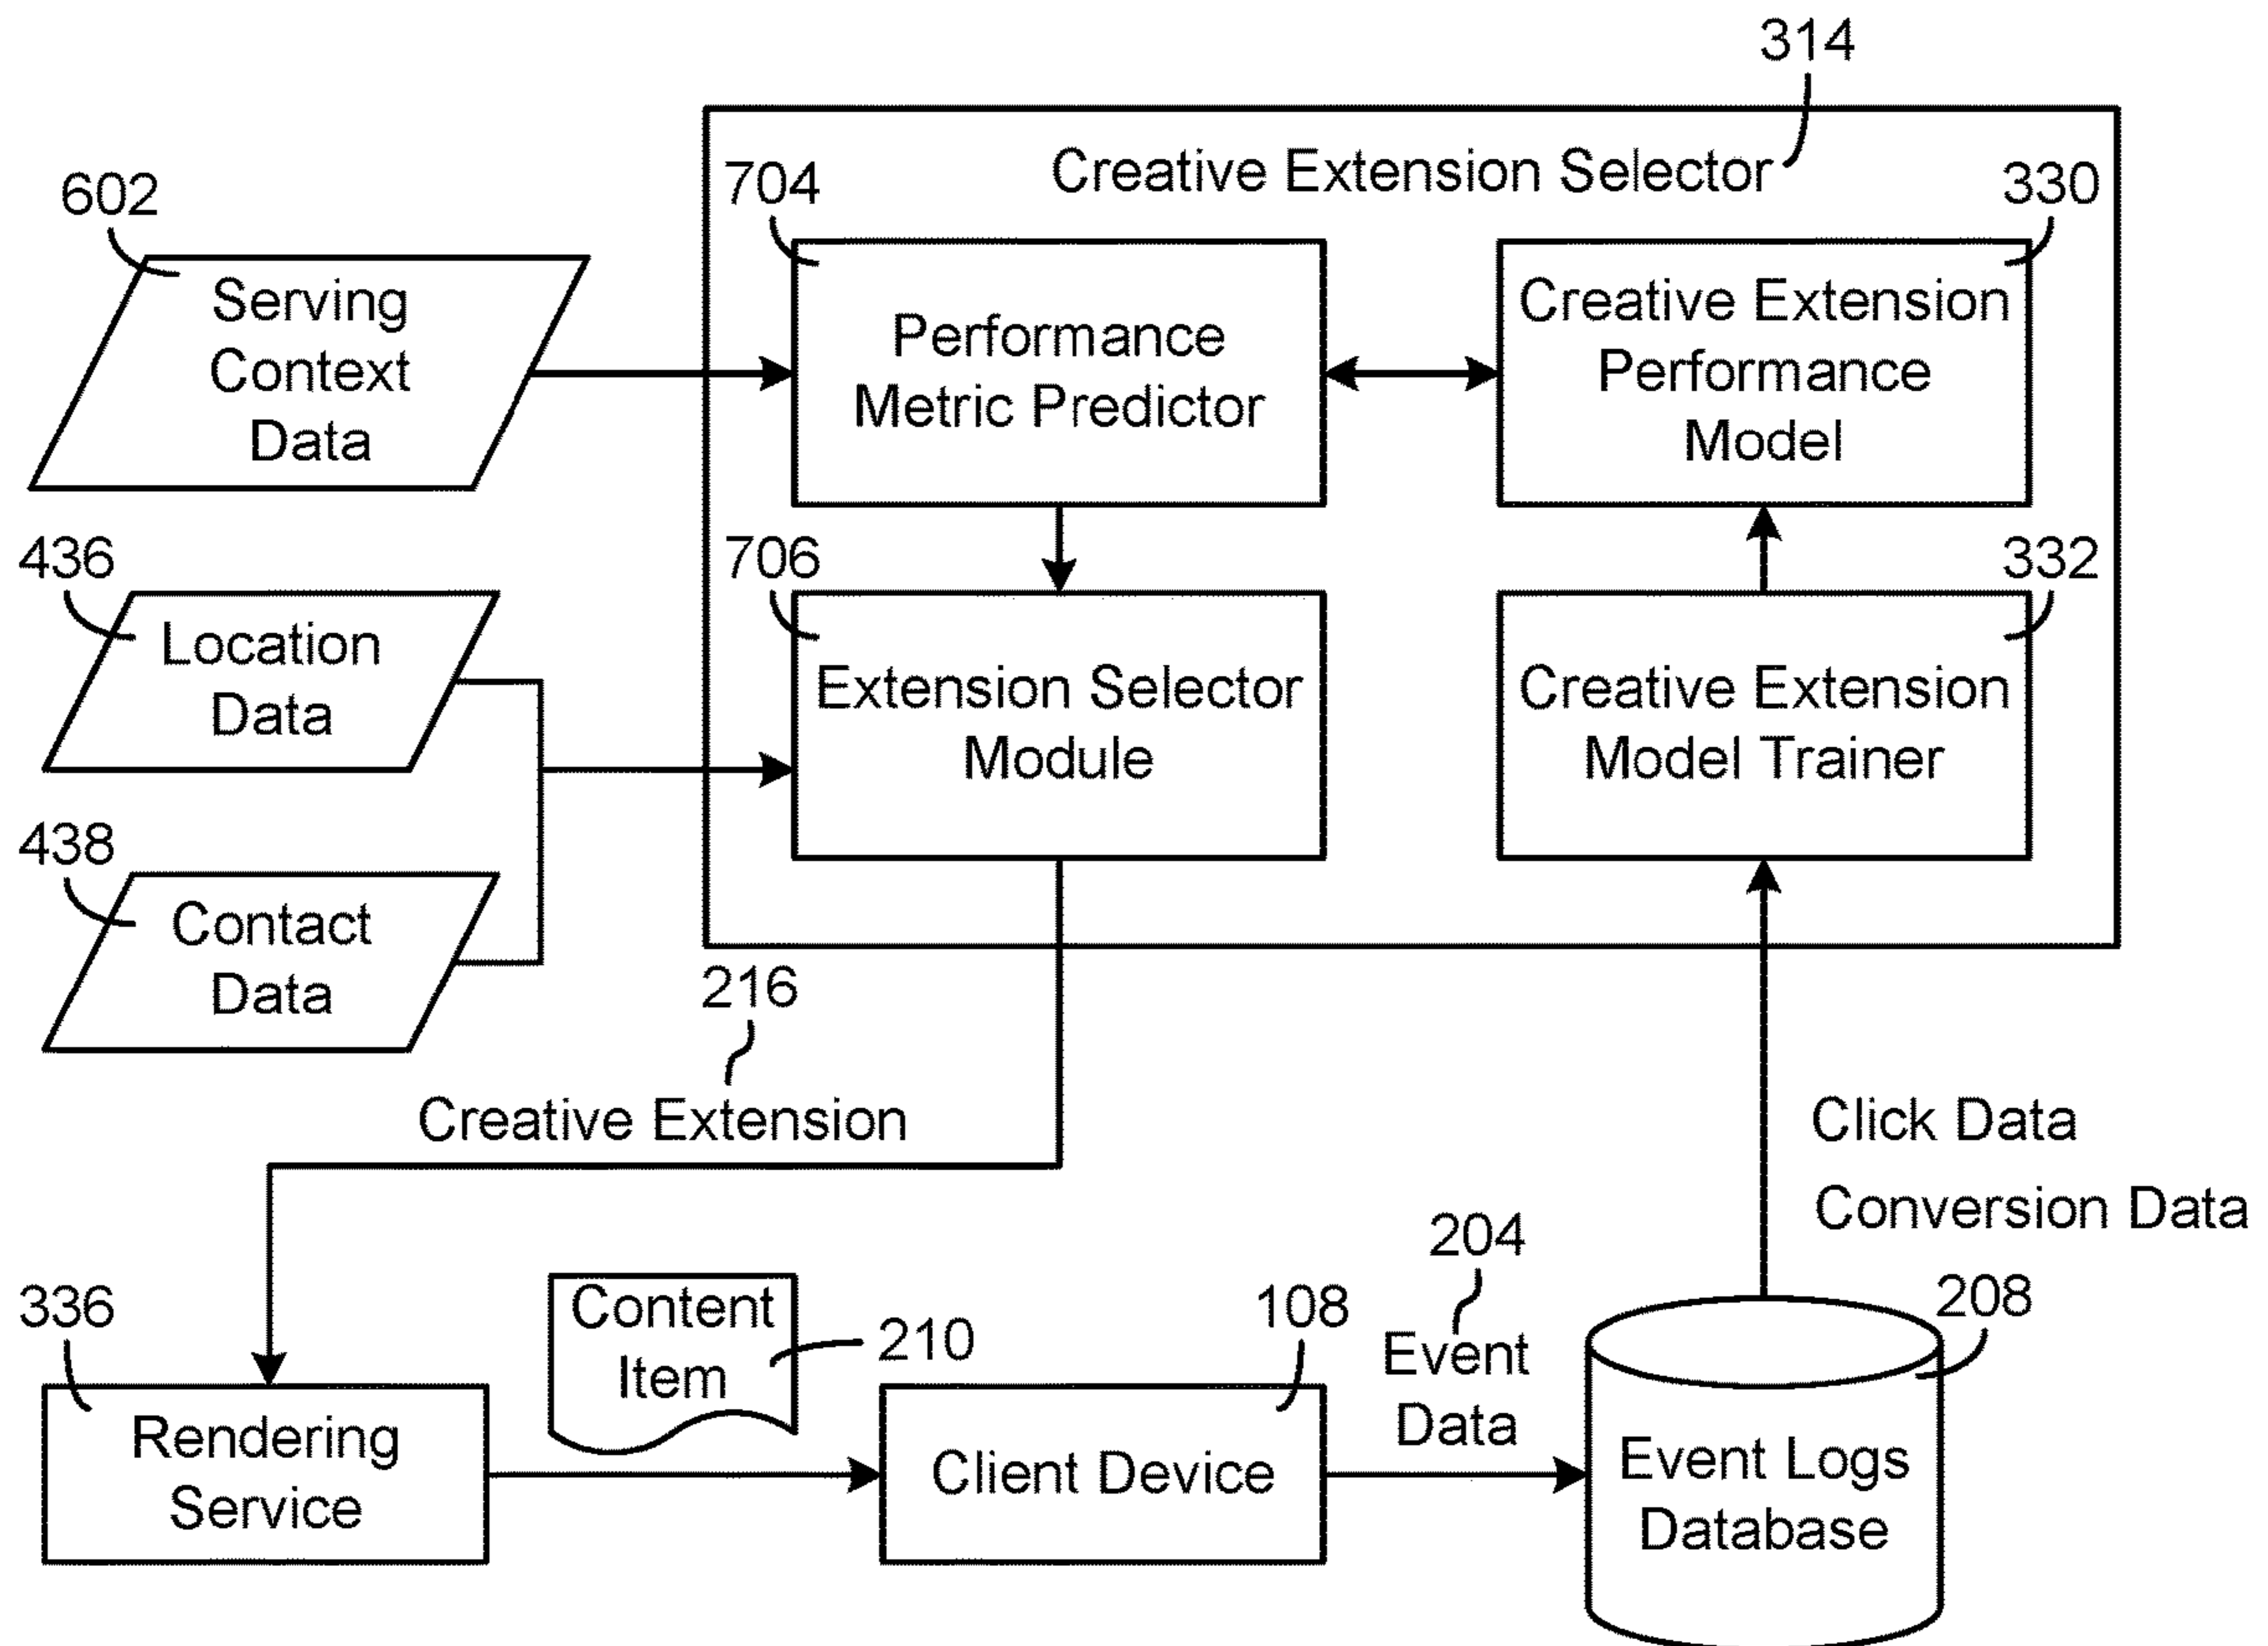 314
Creative Extension Selector
602
704
330
Serving
Context
Data
Performance
Metric Predictor
Creative Extension
Performance
Model
436
706
332
Location
Data
Extension Selector
Module
Creative Extension
Model Trainer
438
Contact
Data
216
Creative Extension
Click Data
Conversion Data
204
Event
Data
336
Content
Item
210
108
208
Rendering
Service
Client Device
Event Logs
Database